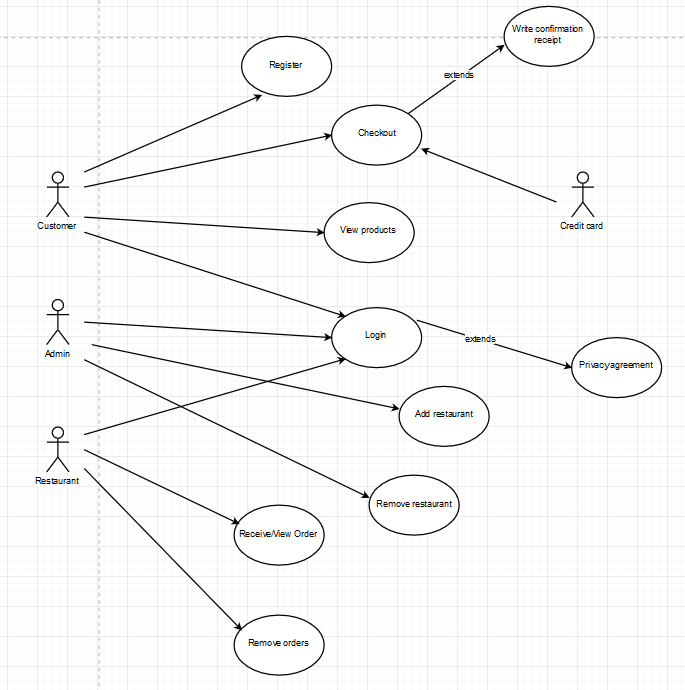 Write confirmation
receipt
Register
extends
Checkout
Customer
Credit card
View products
Admin
Login
extends
Privacyagreement
Add restaurant
Restaurant
Remove restaurant
Receive/View Order
Remove orders